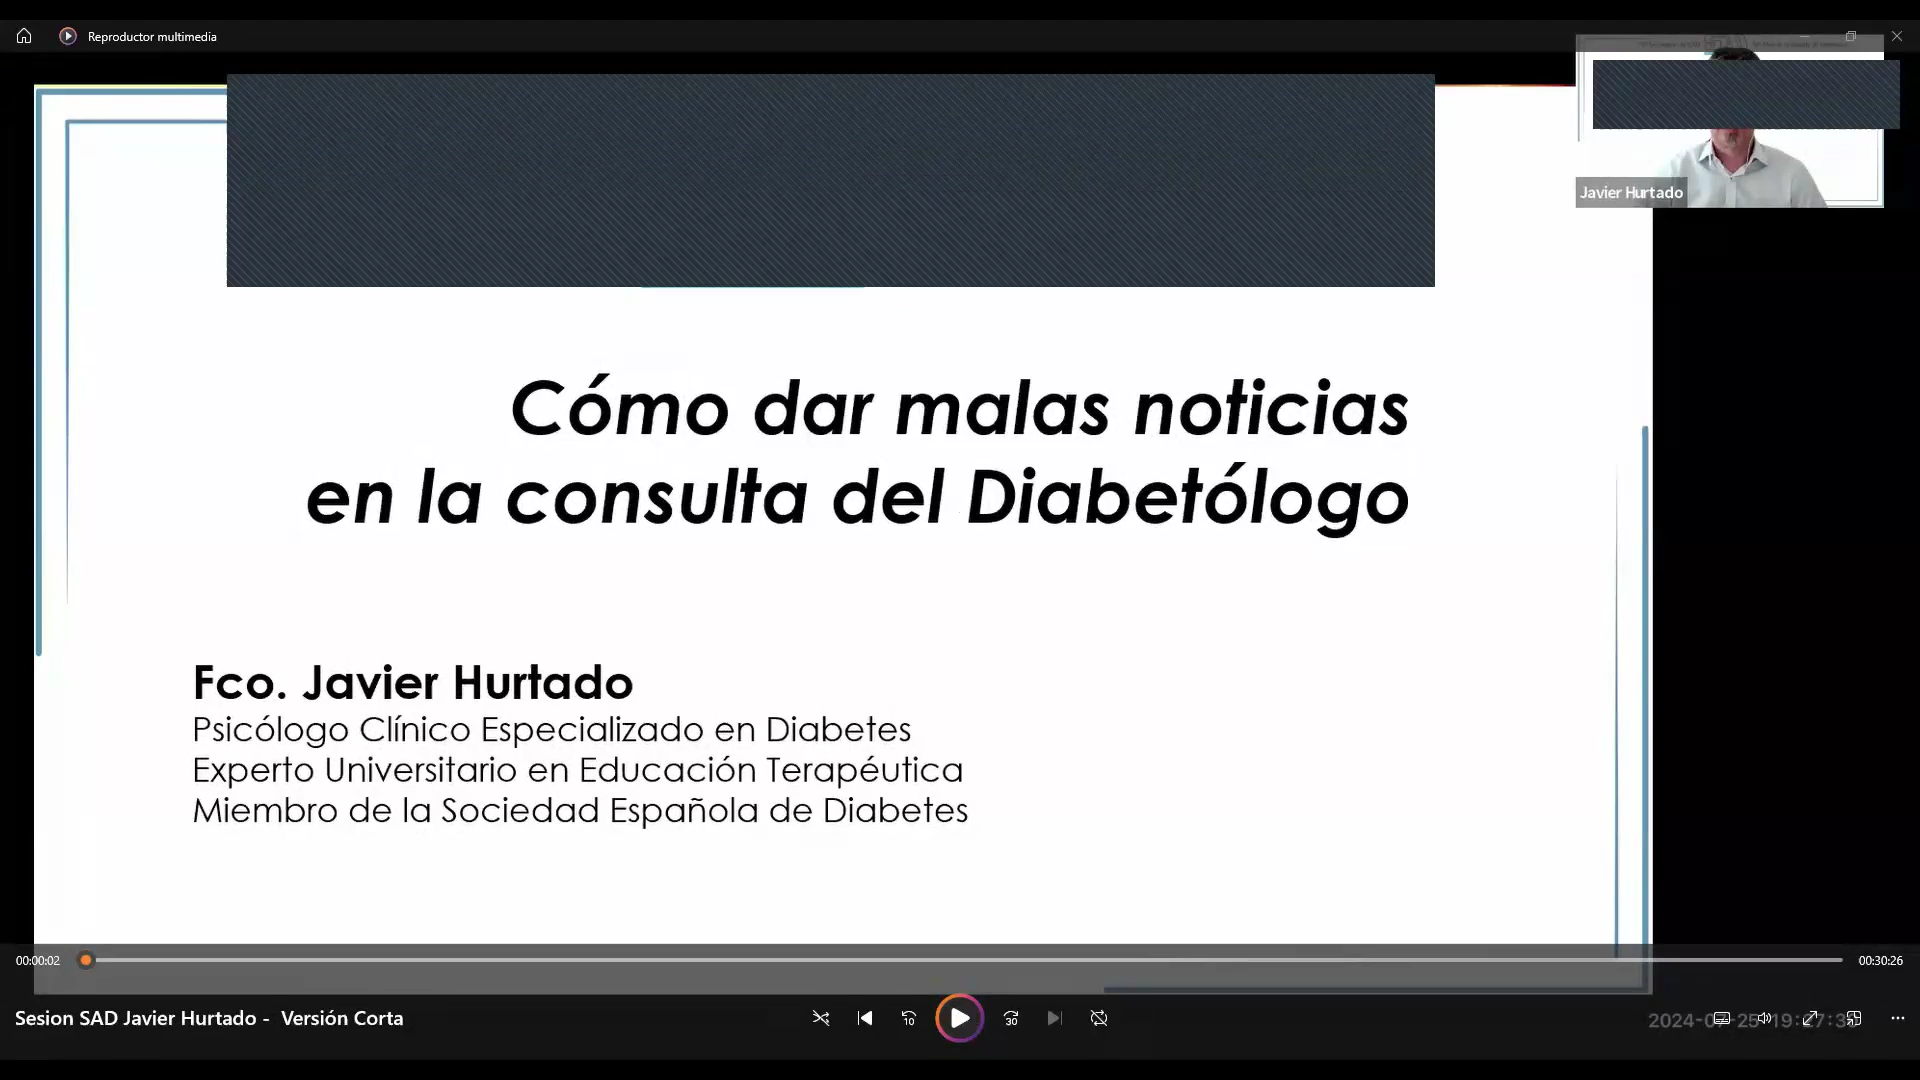 Reproductor multimedia
Javier Hurtado
Cómo dar malas noticias
en la consulta del Diabetólogo
Fco. Javier Hurtado
Psicólogo Clínico Especializado en Diabetes
Experto Universitario en Educación Terapéutica
Miembro de la Sociedad Española de Diabetes
00:00:02
00:30:26
Sesion SAD Javier Hurtado - Versión Corta
10
30